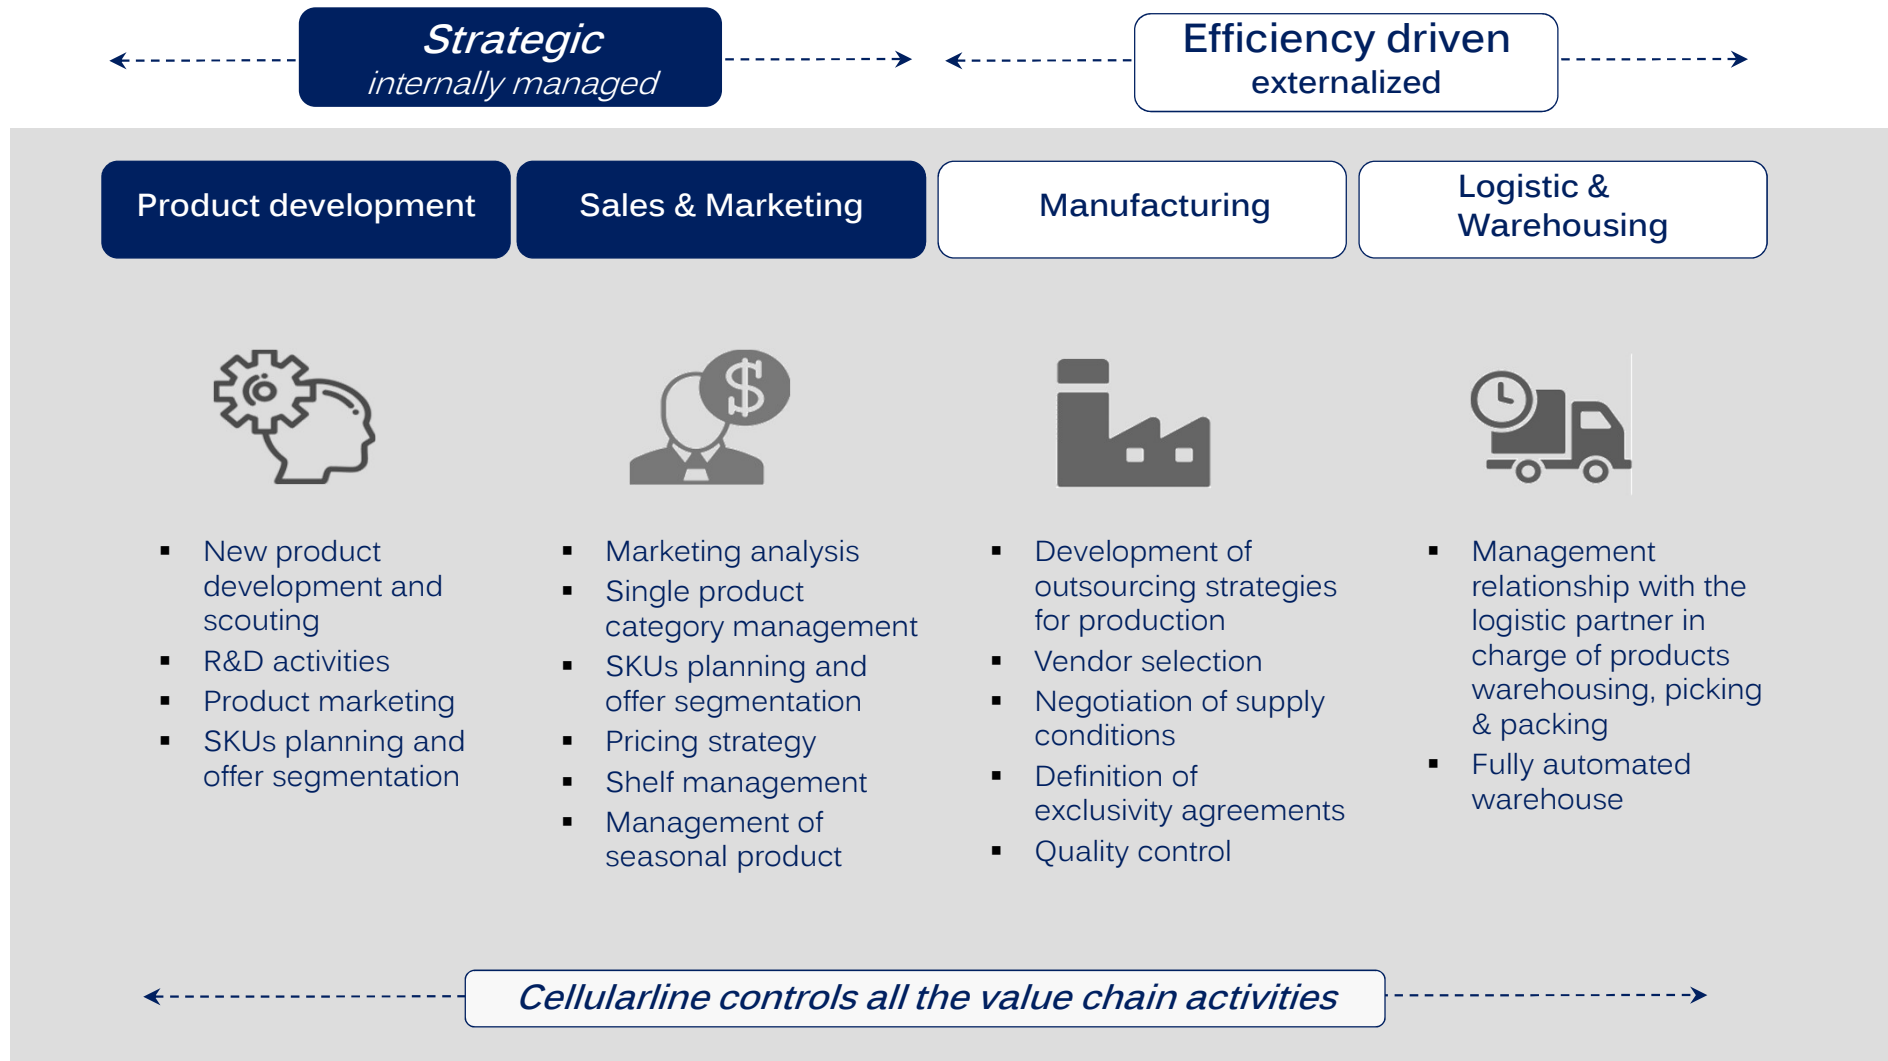 Strategic
internally managed
Efficiency driven
externalized
Product development
Sales & Marketing
Manufacturing
Logistic &
Warehousing
▪ New product
development and
scouting
▪ R&D activities
▪ Product marketing
▪ SKUs planning and
offer segmentation
▪ Marketing analysis
▪ Single product
category management
▪ SKUs planning and
offer segmentation
▪ Pricing strategy
▪ Shelf management
▪ Management of
seasonal product
▪ Development of
outsourcing strategies
for production
▪ Vendor selection
▪ Negotiation of supply
conditions
▪ Definition of
exclusivity agreements
▪ Quality control
▪ Management
relationship with the
logistic partner in
charge of products
warehousing, picking
& packing
▪ Fully automated
warehouse
Cellularline controls all the value chain activities